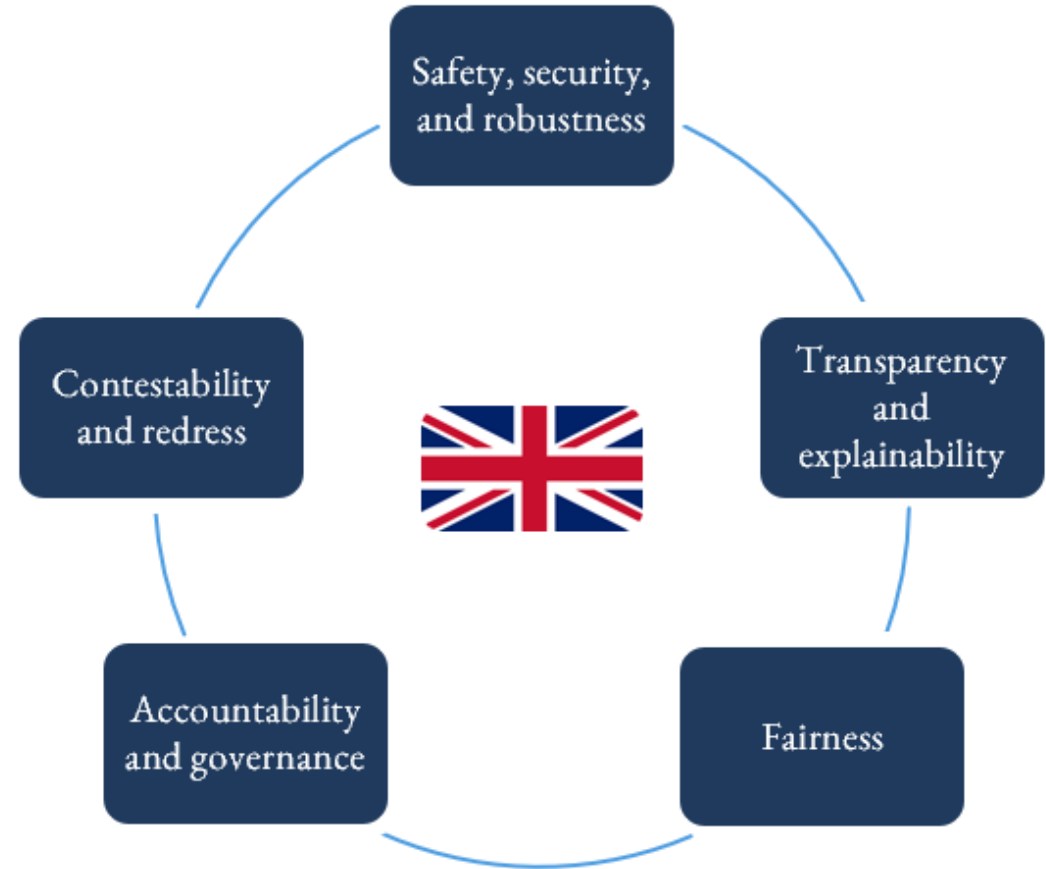 Safety, security,
and robustness
Transparency
and
explainability
Fairness
Accountability
and governance
Contestability
and redress